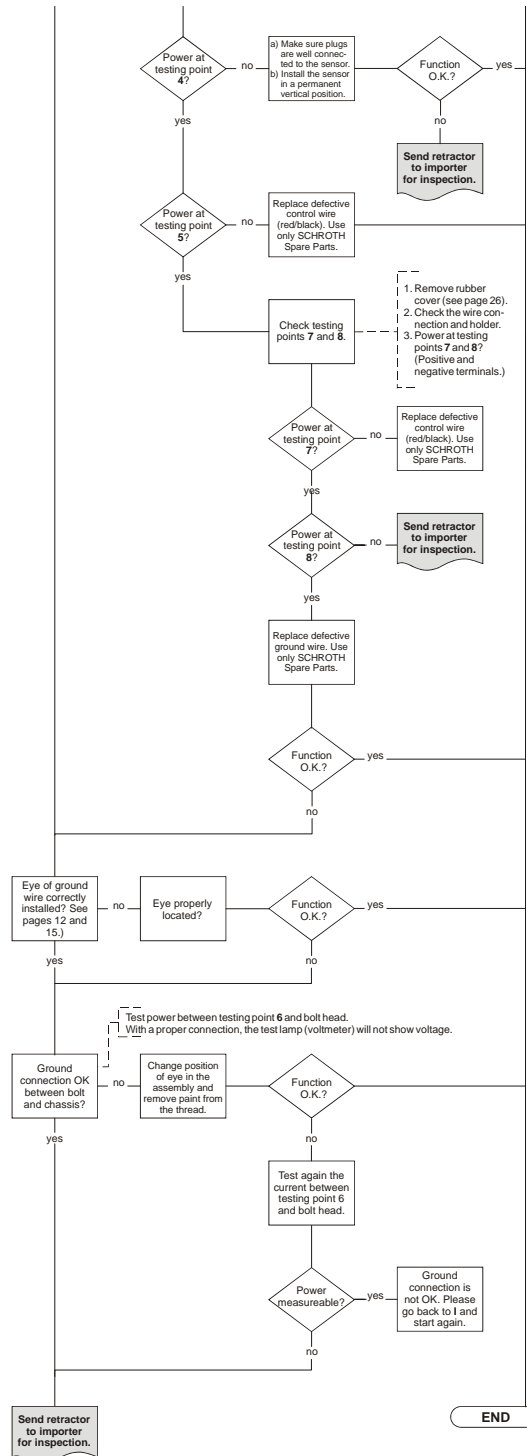 Power at
testing point
4?
no
a) Make sure plugs
are well connec-
ted to the sensor.
b) Install the sensor
in a permanent
vertical position.
Function
O.K.?
yes
yes
no
Send retractor
to importer
for inspection.
Power at
testing point
5?
no
Replace defective
control wire
(red/black). Use
only SCHROTH
Spare Parts.
yes
Check testing
points 7 and 8.
1. Remove rubber
cover (see page 26).
2. Check the wire con-
nection and holder.
3. Power at testing
points 7 and 8?
(Positive and
negative terminals.)
Power at
testing point
7?
no
Replace defective
control wire
(red/black). Use
only SCHROTH
Spare Parts.
yes
Power at
testing point
8?
no
Send retractor
to importer
for inspection.
yes
Replace defective
ground wire. Use
only SCHROTH
Spare Parts.
Function
O.K.?
yes
no
Eye of ground
wire correctly
installed? See
pages 12 and
15.)
no
Eye properly
located?
Function
O.K.?
yes
yes
no
Test power between testing point 6 and bolt head.
With a proper connection, the test lamp (voltmeter) will not show voltage.
Ground
connection OK
between bolt
and chassis?
no
Change position
of eye in the
assembly and
remove paint from
the thread.
Function
O.K.?
yes
no
Test again the
current between
testing point 6
and bolt head.
Power
measureable?
yes
Ground
connection is
not OK. Please
go back to I and
start again.
no
Send retractor
to importer
for inspection.
END